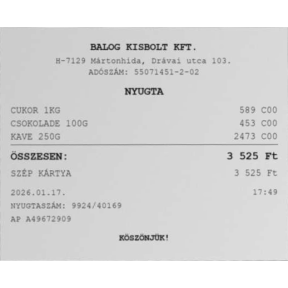 BALOG KISBOLT KFT.
H-7129 Mártonhida, Drávai utca 103.
ADÓSZÁM: 55071451-2-02
NYUGTA
CUKOR 1KG 589 C00
CSOKOLADE 100G 453 C00
KAVE 250G 2473 C00
ÖSSZESEN: 3 525 Ft
SZÉP KÁRTYA 3 525 Ft
2026.01.17. 17:49
NYUGTASZÁM: 9924/40169
AP A49672909
KÖSZÖNJÜK!